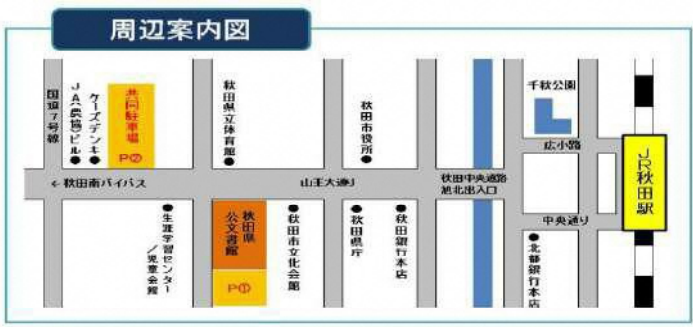 周辺案内図
国道7号線
JA(農協)ビル●
ケーズデンキ●
共同駐車場
P②
秋田県立体育館●
秋田市役所●
千秋公園
広小路
JR秋田駅
←秋田南バイパス
山王大通り
秋田中央道路
旭北出入口
中央通り
●生涯学習センター
/児童会館
秋田県
公文書館
P①
●秋田市文化会館
●秋田県庁
●秋田銀行本店
●北都銀行本店